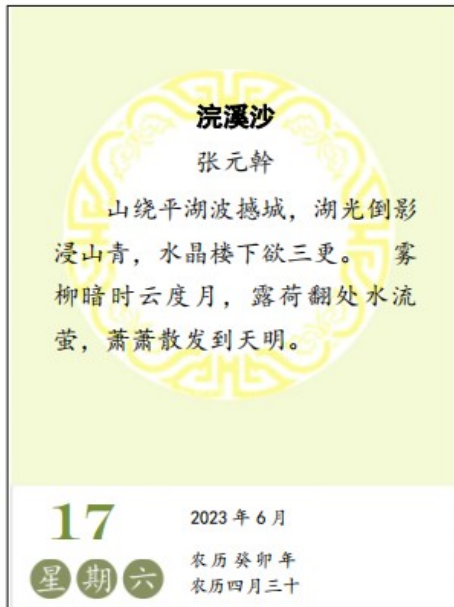 浣溪沙
张元幹
山绕平湖波撼城，湖光倒影
浸山青，水晶楼下欲三更。 雾
柳暗时云度月，露荷翻处水流
萤，萧萧散发到天明。
17
2023 年 6 月
星期六
农历癸卯年
农历四月三十